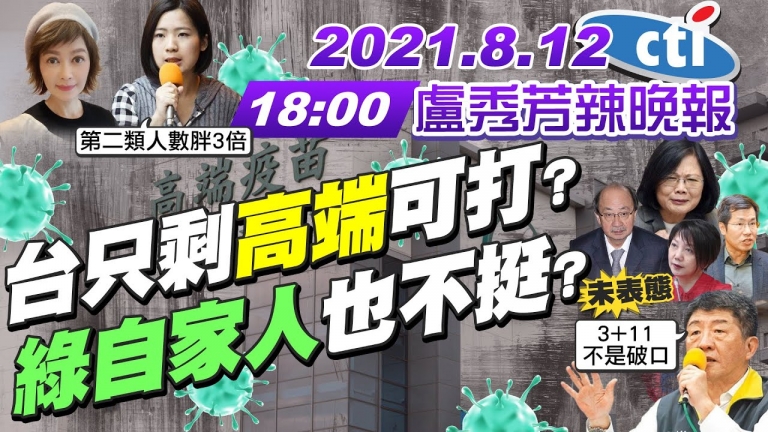 2021.8.12
cti
18:00
盧秀芳辣晚報
第二類人數胖3倍
高端疫苗
台只剩高端可打?
綠自家人也不挺?
未表態
3+11
不是破口